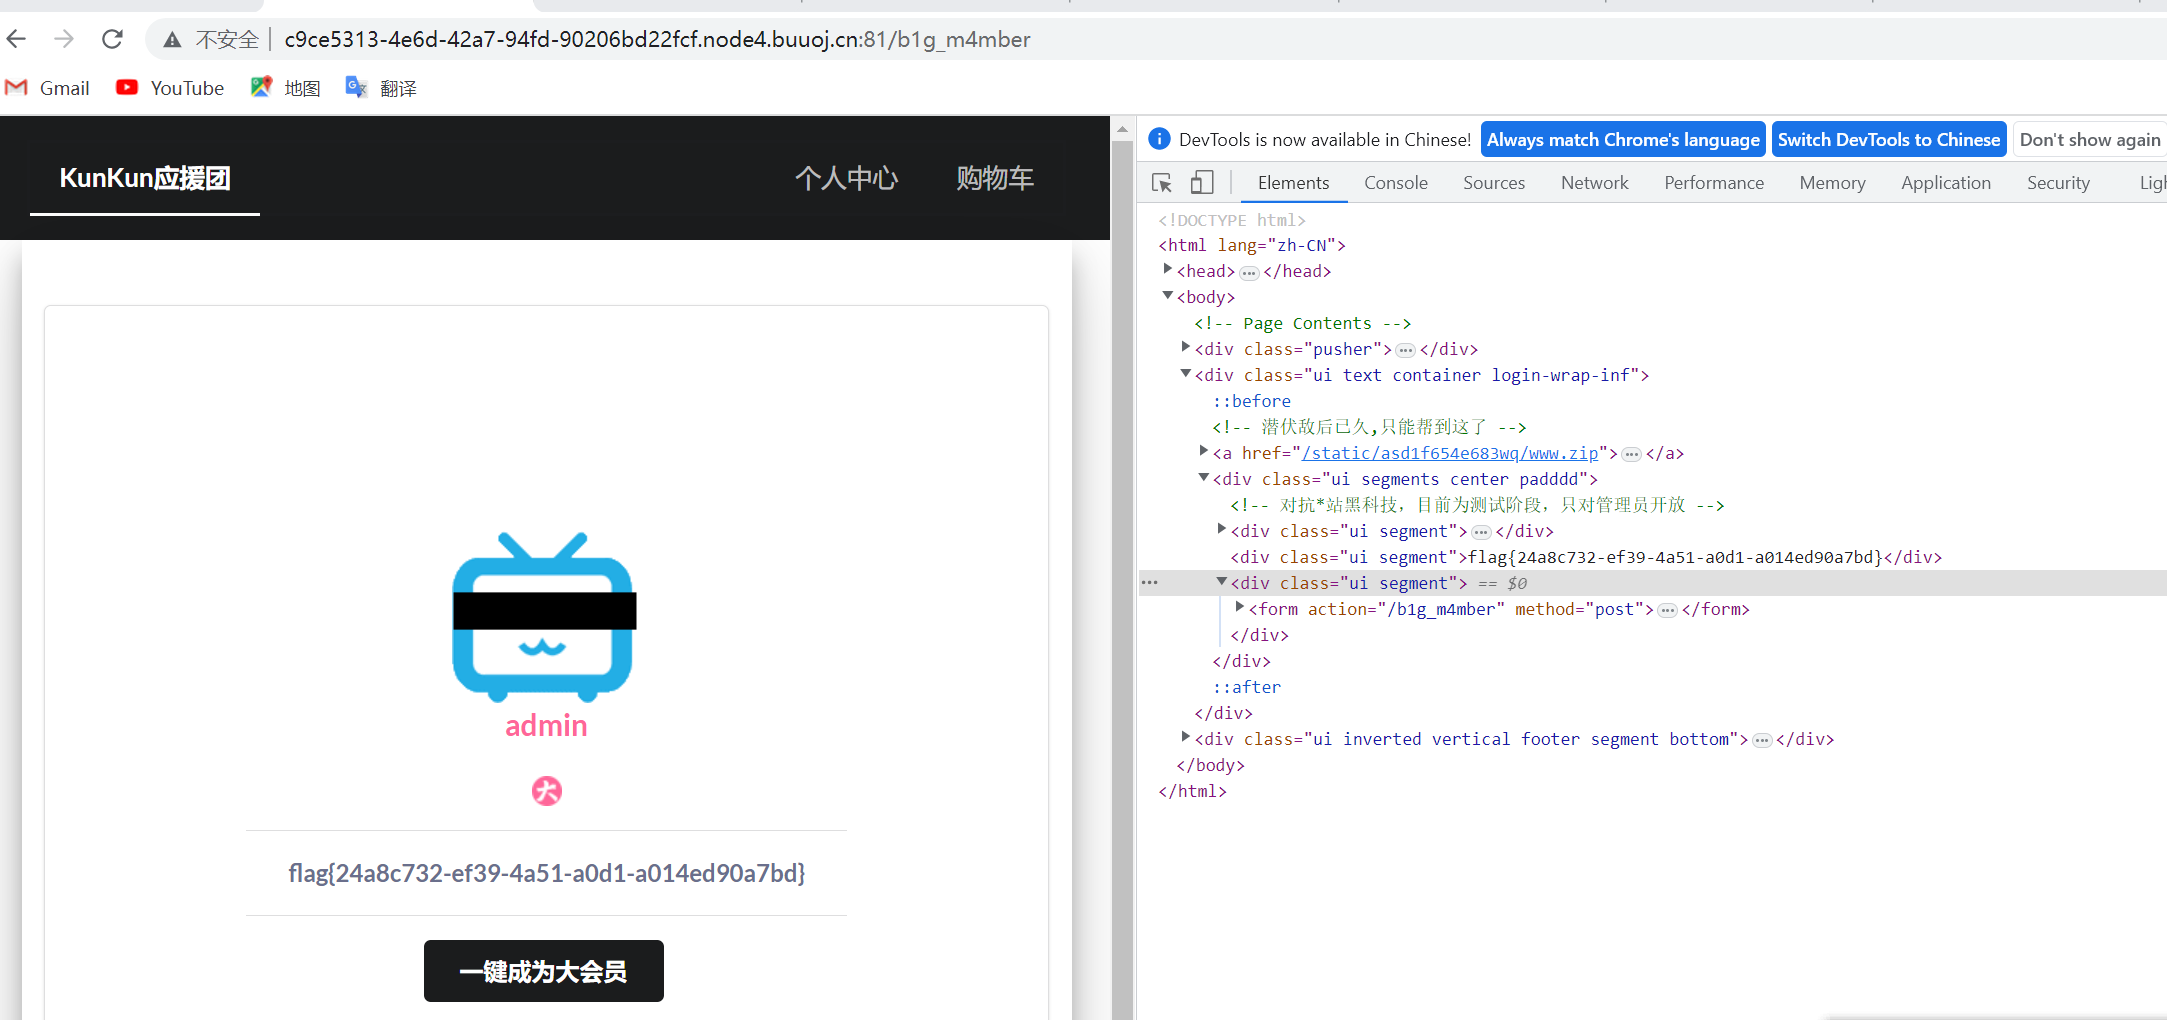 不安全 c9ce5313-4e6d-42a7-94fd-90206bd22fcf.node4.buuoj.cn:81/b1g_m4mber
Gmail YouTube 地图 翻译
KunKun应援团 个人中心 购物车
admin
大
flag{24a8c732-ef39-4a51-a0d1-a014ed90a7bd}
一键成为大会员
DevTools is now available in Chinese! Always match Chrome's language Switch DevTools to Chinese Don't show again
Elements Console Sources Network Performance Memory Application Security Ligh
<!DOCTYPE html>
<html lang="zh-CN">
<head>…</head>
<body>
<!-- Page Contents -->
<div class="pusher">…</div>
<div class="ui text container login-wrap-inf">
::before
<!-- 潜伏敌后已久,只能帮到这了 -->
<a href="/static/asd1f654e683wq/www.zip">…</a>
<div class="ui segments center padddd">
<!-- 对抗*站黑科技，目前为测试阶段，只对管理员开放 -->
<div class="ui segment">…</div>
<div class="ui segment">flag{24a8c732-ef39-4a51-a0d1-a014ed90a7bd}</div>
… <div class="ui segment"> == $0
<form action="/b1g_m4mber" method="post">…</form>
</div>
</div>
::after
</div>
<div class="ui inverted vertical footer segment bottom">…</div>
</body>
</html>